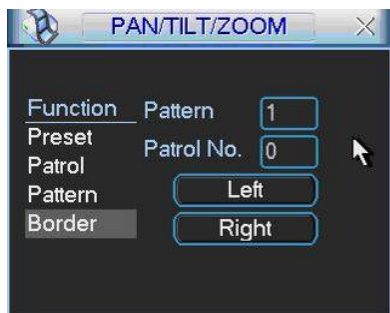 PAN/TILT/ZOOM
Function
Preset
Patrol
Pattern
Border
Pattern 1
Patrol No. 0
Left
Right